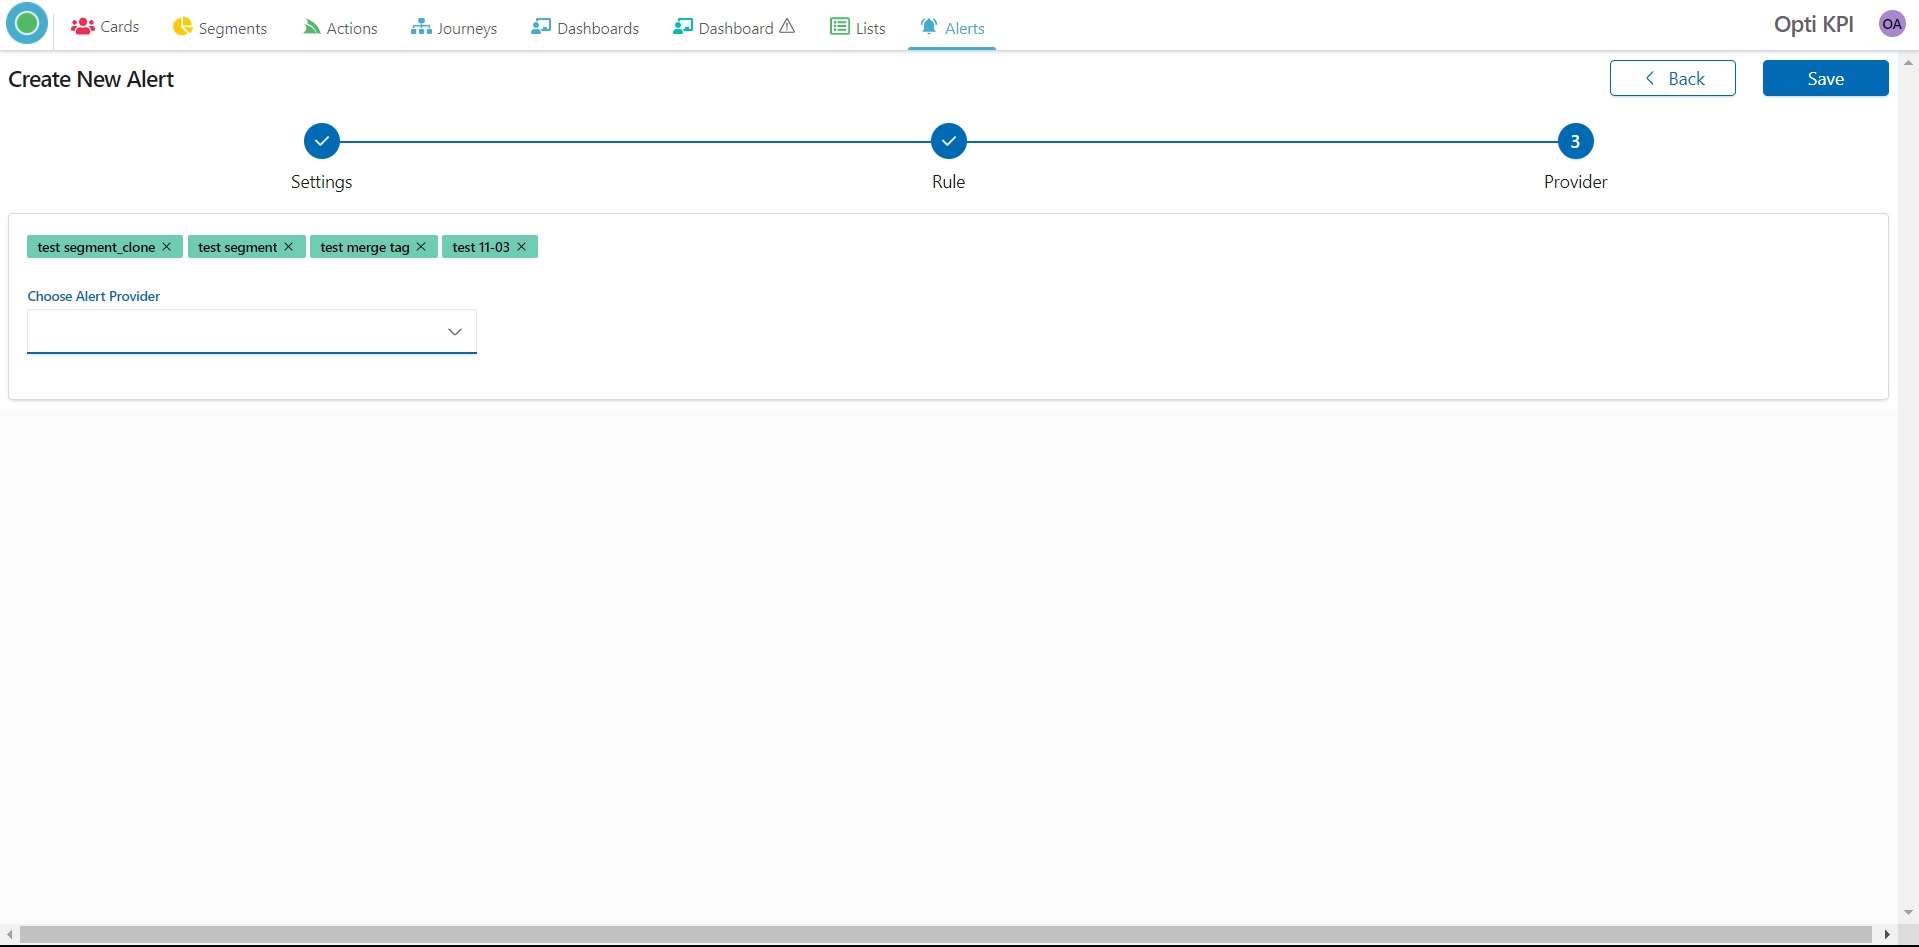 Cards Segments Actions Journeys Dashboards Dashboard Lists Alerts Opti KPI OA
Create New Alert Back Save
3
Settings Rule Provider
test segment_clone test segment test merge tag test 11-03
Choose Alert Provider